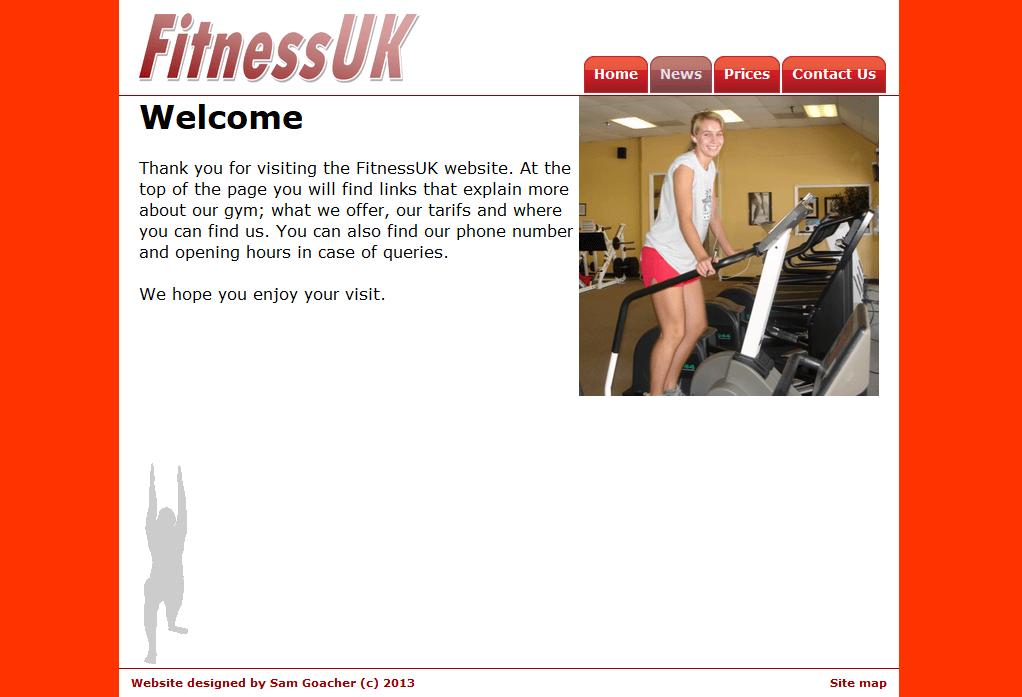 FitnessUK
Home News Prices Contact Us
Welcome
Thank you for visiting the FitnessUK website. At the
top of the page you will find links that explain more
about our gym; what we offer, our tarifs and where
you can find us. You can also find our phone number
and opening hours in case of queries.
We hope you enjoy your visit.
Website designed by Sam Goacher (c) 2013
Site map